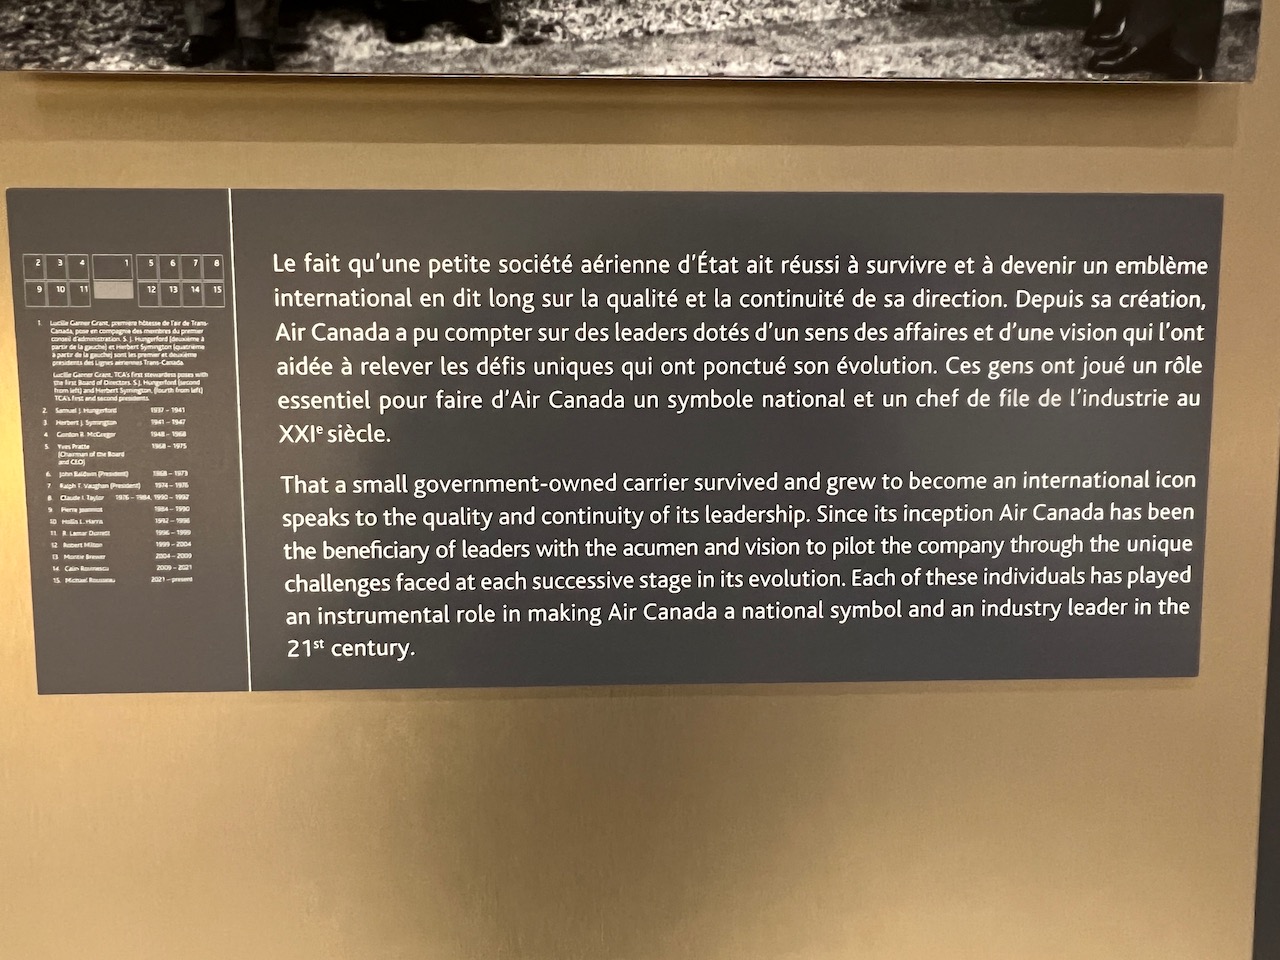 2 3 4 1 5 6 7 8
9 10 11 12 13 14 15
1 Lucille Garner Grant, première hôtesse de l'air de Trans-
Canada, pose en compagnie des membres du premier
conseil d'administration. S. J. Hungerford (deuxième à
partir de la gauche) et Herbert Symington (quatrième
à partir de la gauche) sont les premier et deuxième
présidents des Lignes aériennes Trans-Canada.
Lucille Garner Grant, TCA's first stewardess poses with
the first Board of Directors. S.J. Hungerford (second
from left) and Herbert Symington, (fourth from left)
TCA's first and second presidents.
2. Samuel J. Hungerford 1937 – 1941
3. Herbert J. Symington 1941 – 1947
4. Gordon R. McGregor 1948 – 1968
5. Yves Pratte 1968 – 1975
(Chairman of the Board
and CEO)
6. John Baldwin (President) 1968 – 1973
7. Ralph T. Vaughan (President) 1974 – 1976
8. Claude I. Taylor 1976 – 1984, 1990 – 1992
9. Pierre Jeanniot 1984 – 1990
10. Hollis L. Harris 1992 – 1996
11. R. Lamar Durrett 1996 – 1999
12. Robert Milton 1999 – 2004
13. Montie Brewer 2004 – 2009
14. Calin Rovinescu 2009 – 2021
15. Michael Rousseau 2021 – present
Le fait qu'une petite société aérienne d'État ait réussi à survivre et à devenir un emblème
international en dit long sur la qualité et la continuité de sa direction. Depuis sa création,
Air Canada a pu compter sur des leaders dotés d'un sens des affaires et d'une vision qui l'ont
aidée à relever les défis uniques qui ont ponctué son évolution. Ces gens ont joué un rôle
essentiel pour faire d'Air Canada un symbole national et un chef de file de l'industrie au
XXIe siècle.
That a small government-owned carrier survived and grew to become an international icon
speaks to the quality and continuity of its leadership. Since its inception Air Canada has been
the beneficiary of leaders with the acumen and vision to pilot the company through the unique
challenges faced at each successive stage in its evolution. Each of these individuals has played
an instrumental role in making Air Canada a national symbol and an industry leader in the
21st century.